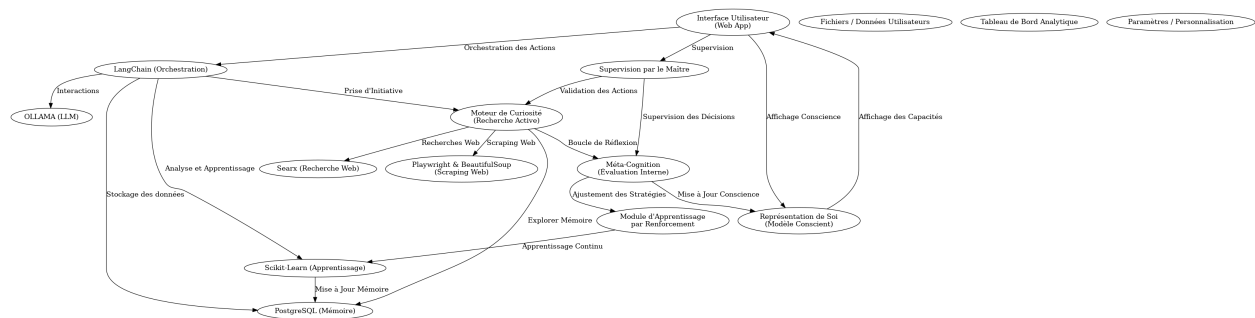 Interface Utilisateur
(Web App)
Fichiers / Données Utilisateurs
Tableau de Bord Analytique
Paramètres / Personnalisation
Orchestration des Actions
Supervision
LangChain (Orchestration)
Supervision par le Maître
Interactions
Prise d'Initiative
Validation des Actions
OLLAMA (LLM)
Moteur de Curiosité
(Recherche Active)
Supervision des Décisions
Affichage Conscience
Affichage des Capacités
Recherches Web
Scraping Web
Boucle de Réflexion
Analyse et Apprentissage
Searx (Recherche Web)
Playwright & BeautifulSoup
(Scraping Web)
Méta-Cognition
(Évaluation Interne)
Stockage des données
Ajustement des Stratégies
Mise à Jour Conscience
Explorer Mémoire
Module d'Apprentissage
par Renforcement
Représentation de Soi
(Modèle Conscient)
Apprentissage Continu
Scikit-Learn (Apprentissage)
Mise à Jour Mémoire
PostgreSQL (Mémoire)